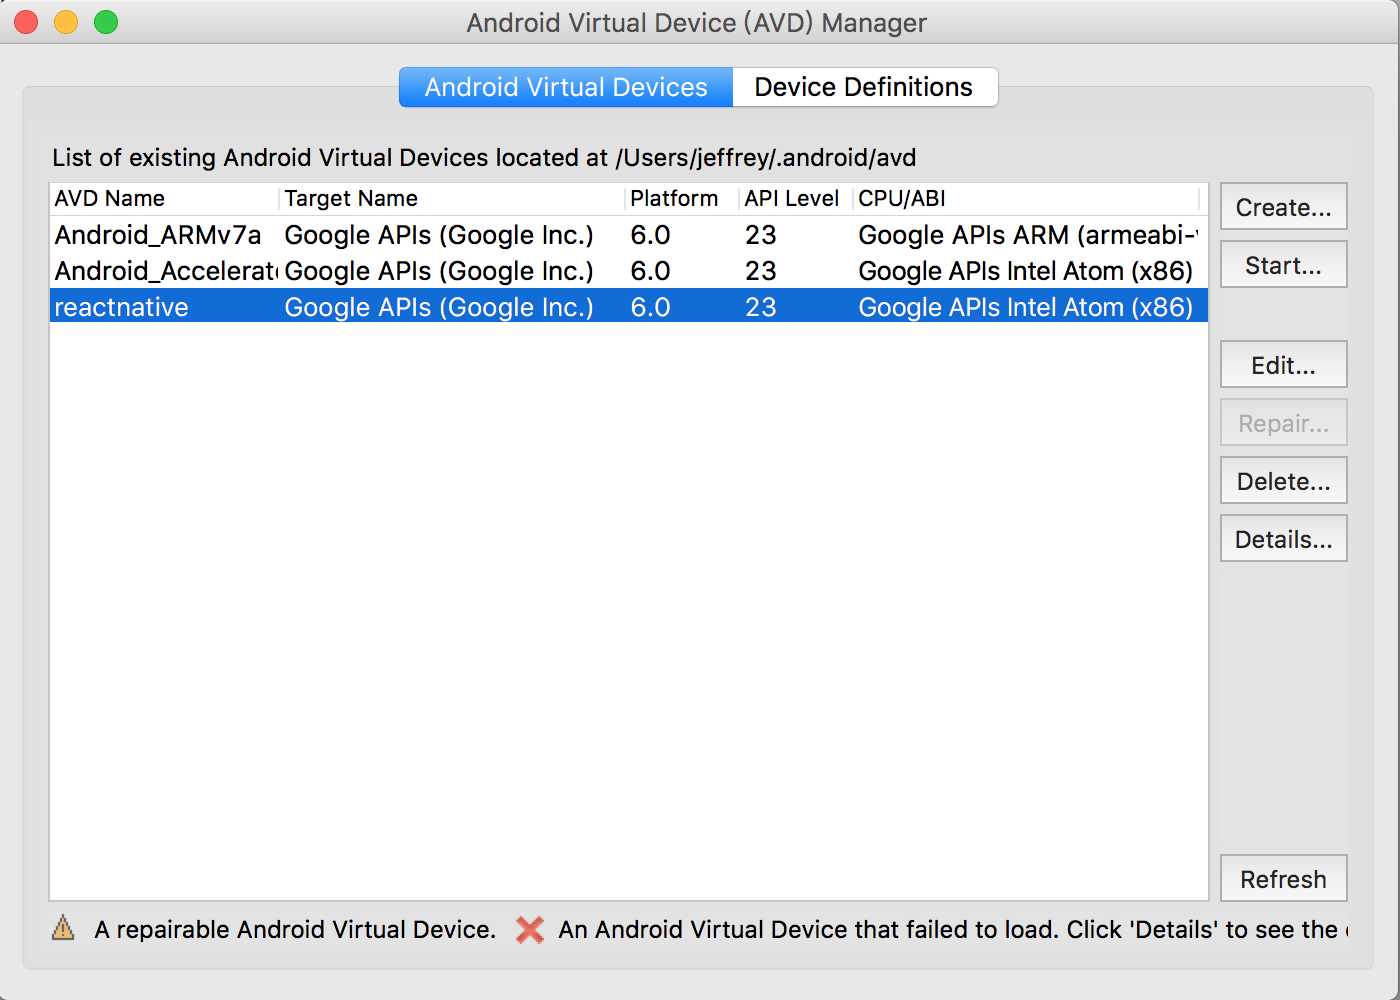 Android Virtual Device (AVD) Manager
Android Virtual Devices Device Definitions
List of existing Android Virtual Devices located at /Users/jeffrey/.android/avd
AVD Name Target Name Platform API Level CPU/ABI
Android_ARMv7a Google APIs (Google Inc.) 6.0 23 Google APIs ARM (armeabi-
Android_Accelerat Google APIs (Google Inc.) 6.0 23 Google APIs Intel Atom (x86)
reactnative Google APIs (Google Inc.) 6.0 23 Google APIs Intel Atom (x86)
Create...
Start...
Edit...
Repair...
Delete...
Details...
Refresh
A repairable Android Virtual Device. An Android Virtual Device that failed to load. Click 'Details' to see the